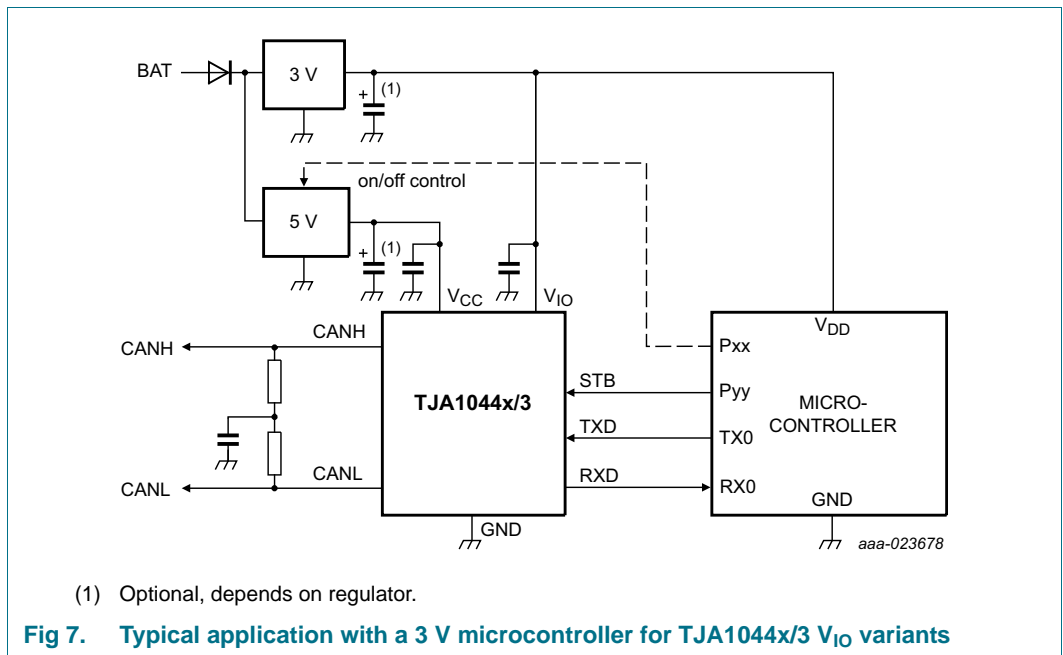 BAT
3 V
+
(1)
on/off control
5 V
+
(1)
VCC
VIO
VDD
CANH
CANH
Pxx
STB
Pyy
TJA1044x/3
MICRO-
CONTROLLER
TXD
TX0
CANL
CANL
RXD
RX0
GND
GND
aaa-023678
(1) Optional, depends on regulator.
Fig 7. Typical application with a 3 V microcontroller for TJA1044x/3 VIO variants